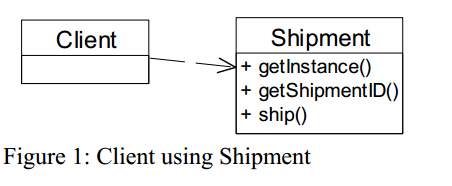 Client
Shipment
+ getInstance()
+ getShipmentID()
+ ship()
Figure 1: Client using Shipment